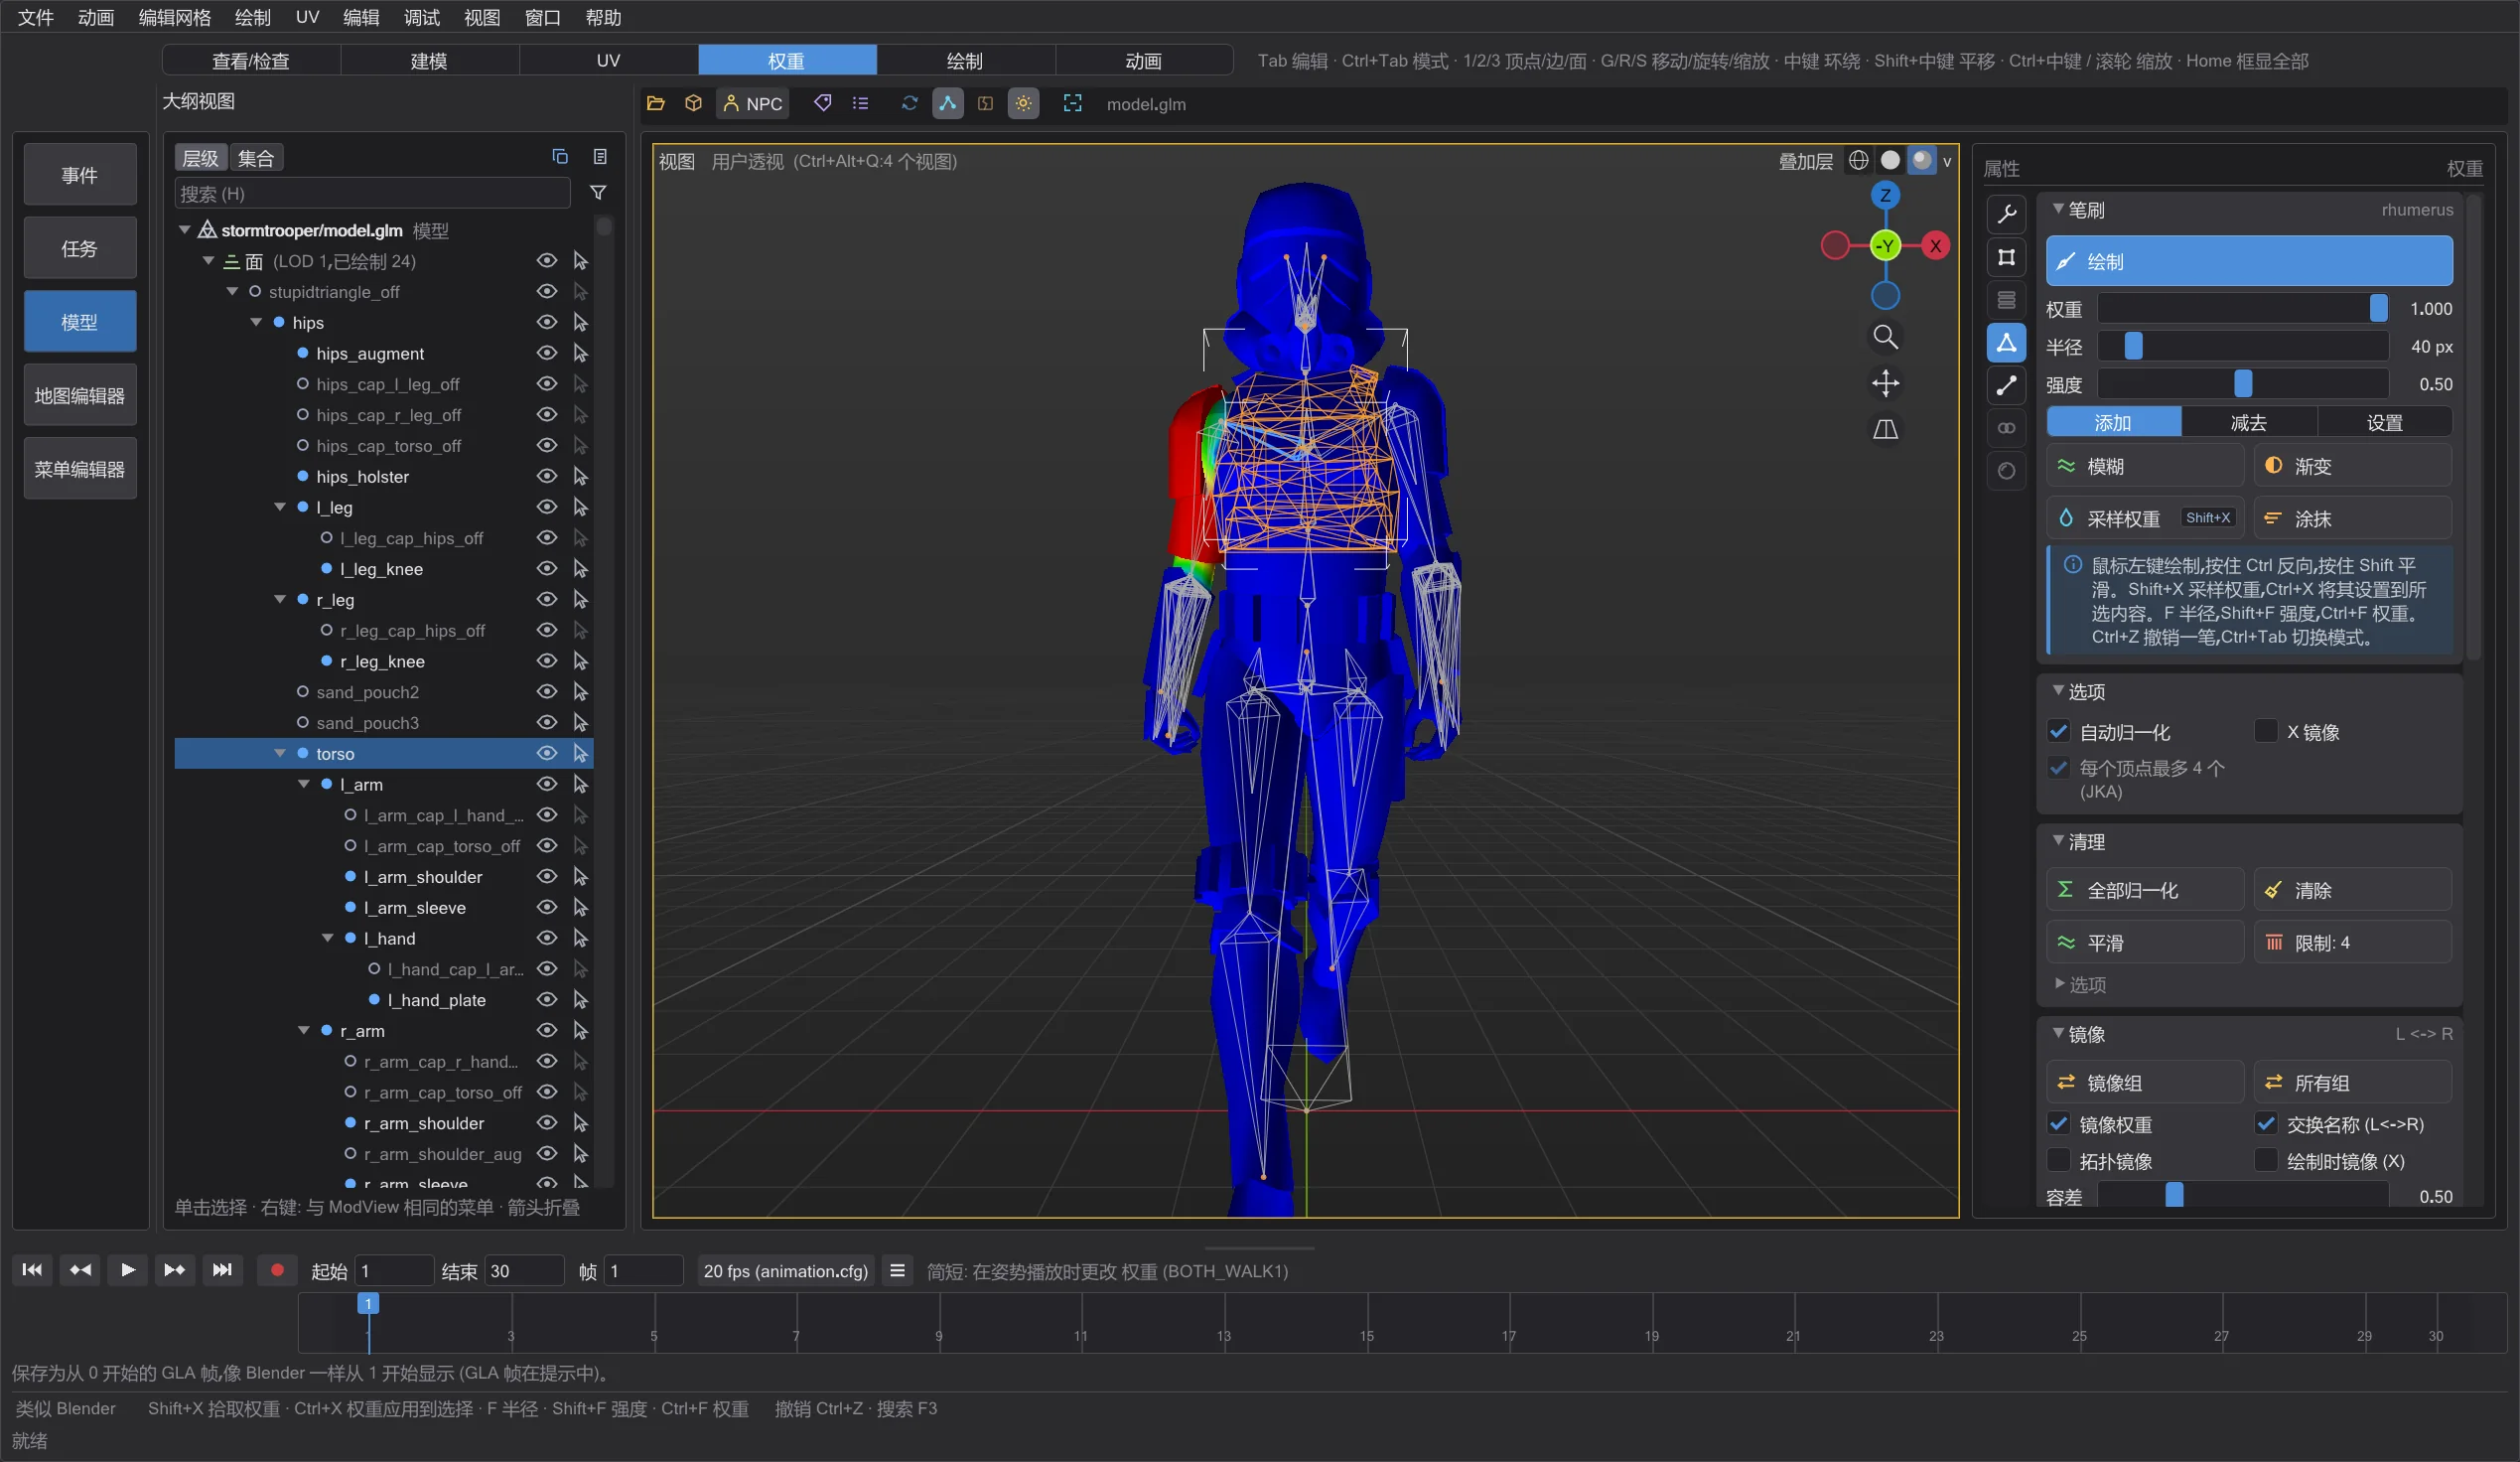 文件 动画 编辑网格 绘制 UV 编辑 调试 视图 窗口 帮助
查看/检查 建模 UV 权重 绘制 动画 Tab 编辑 · Ctrl+Tab 模式 · 1/2/3 顶点/边/面 · G/R/S 移动/旋转/缩放 · 中键 环绕 · Shift+中键 平移 · Ctrl+中键 / 滚轮 缩放 · Home 框显全部
大纲视图
NPC model.glm
事件
任务
模型
地图编辑器
菜单编辑器
层级 集合
搜索 (H)
stormtrooper/model.glm 模型
面 (LOD 1,已绘制 24)
stupidtriangle_off
hips
hips_augment
hips_cap_l_leg_off
hips_cap_r_leg_off
hips_cap_torso_off
hips_holster
l_leg
l_leg_cap_hips_off
l_leg_knee
r_leg
r_leg_cap_hips_off
r_leg_knee
sand_pouch2
sand_pouch3
torso
l_arm
l_arm_cap_l_hand_...
l_arm_cap_torso_off
l_arm_shoulder
l_arm_sleeve
l_hand
l_hand_cap_l_ar...
l_hand_plate
r_arm
r_arm_cap_r_hand...
r_arm_cap_torso_off
r_arm_shoulder
r_arm_shoulder_aug
r_arm_sleeve
单击选择 · 右键: 与 ModView 相同的菜单 · 箭头折叠
视图 用户透视 (Ctrl+Alt+Q:4 个视图)
叠加层 v
Z
-Y X
属性 权重
笔刷 rhumerus
绘制
权重 1.000
半径 40 px
强度 0.50
添加 减去 设置
模糊 渐变
采样权重 Shift+X 涂抹
鼠标左键绘制,按住 Ctrl 反向,按住 Shift 平
滑。Shift+X 采样权重,Ctrl+X 将其设置到所
选内容。F 半径,Shift+F 强度,Ctrl+F 权重。
Ctrl+Z 撤销一笔,Ctrl+Tab 切换模式。
选项
自动归一化 X 镜像
每个顶点最多 4 个
(JKA)
清理
全部归一化 清除
平滑 限制: 4
选项
镜像 L <-> R
镜像组 所有组
镜像权重 交换名称 (L<->R)
拓扑镜像 绘制时镜像 (X)
容差 0.50
起始 1 结束 30 帧 1 20 fps (animation.cfg) 简短: 在姿势播放时更改 权重 (BOTH_WALK1)
1
1 3 5 7 9 11 13 15 17 19 21 23 25 27 29 30
保存为从 0 开始的 GLA 帧,像 Blender 一样从 1 开始显示 (GLA 帧在提示中)。
类似 Blender Shift+X 拾取权重 · Ctrl+X 权重应用到选择 · F 半径 · Shift+F 强度 · Ctrl+F 权重 撤销 Ctrl+Z · 搜索 F3
就绪